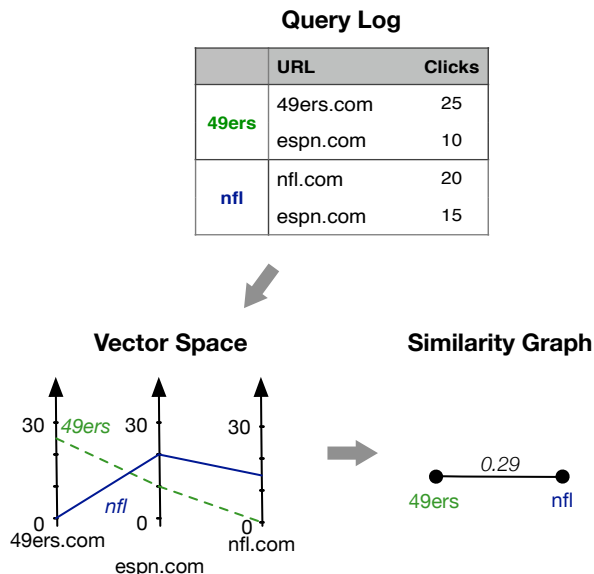 Query Log
URL Clicks
49ers
49ers.com 25
espn.com 10
nfl
nfl.com 20
espn.com 15
Vector Space
Similarity Graph
30 49ers 30 30
nfl
0 0 0
49ers.com
espn.com
nfl.com
0.29
49ers nfl